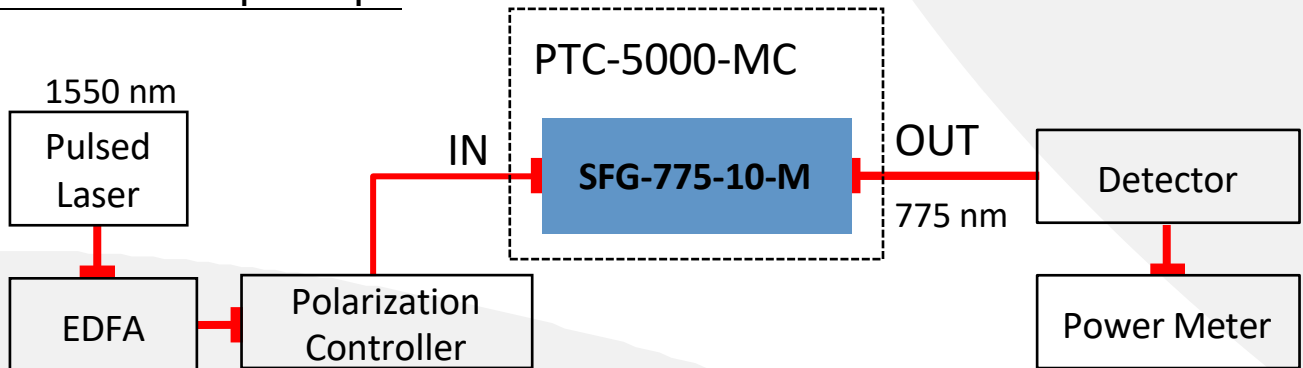 PTC-5000-MC
1550 nm
Pulsed
Laser
IN
SFG-775-10-M
OUT
775 nm
Detector
EDFA
Polarization
Controller
Power Meter